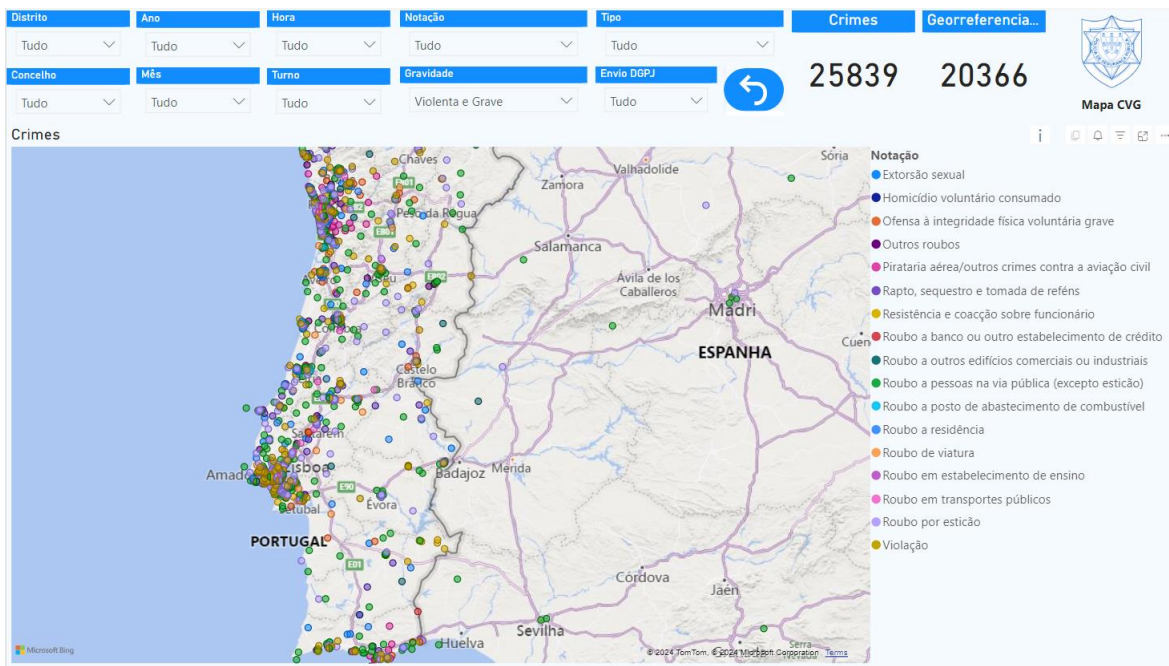 Distrito
Ano
Hora
Notação
Tipo
Crimes
Georreferencia...
Tudo
Tudo
Tudo
Tudo
Tudo
25839
20366
Concelho
Mês
Turno
Gravidade
Envio DGPJ
Tudo
Tudo
Tudo
Violenta e Grave
Tudo
Mapa CVG
Crimes
Notação
Extorsão sexual
Homicídio voluntário consumado
Ofensa à integridade física voluntária grave
Outros roubos
Pirataria aérea/outros crimes contra a aviação civil
Rapto, sequestro e tomada de reféns
Resistência e coacção sobre funcionário
Roubo a banco ou outro estabelecimento de crédito
Roubo a outros edifícios comerciais ou industriais
Roubo a pessoas na via pública (excepto esticão)
Roubo a posto de abastecimento de combustível
Roubo a residência
Roubo de viatura
Roubo em estabelecimento de ensino
Roubo em transportes públicos
Roubo por esticão
Violação
Chaves
Zamora
Valhadolide
Sória
Peso da Régua
Salamanca
Ávila de los
Caballeros
Madri
Cuen
ESPANHA
Castelo
Branco
Santarém
Lisboa
Badajoz
Mérida
E90
Setubal
Évora
PORTUGAL
E01
Córdova
Jaén
Sevilha
Huelva
Microsoft Bing
© 2024 TomTom, © 2024 Microsoft Corporation
Terms